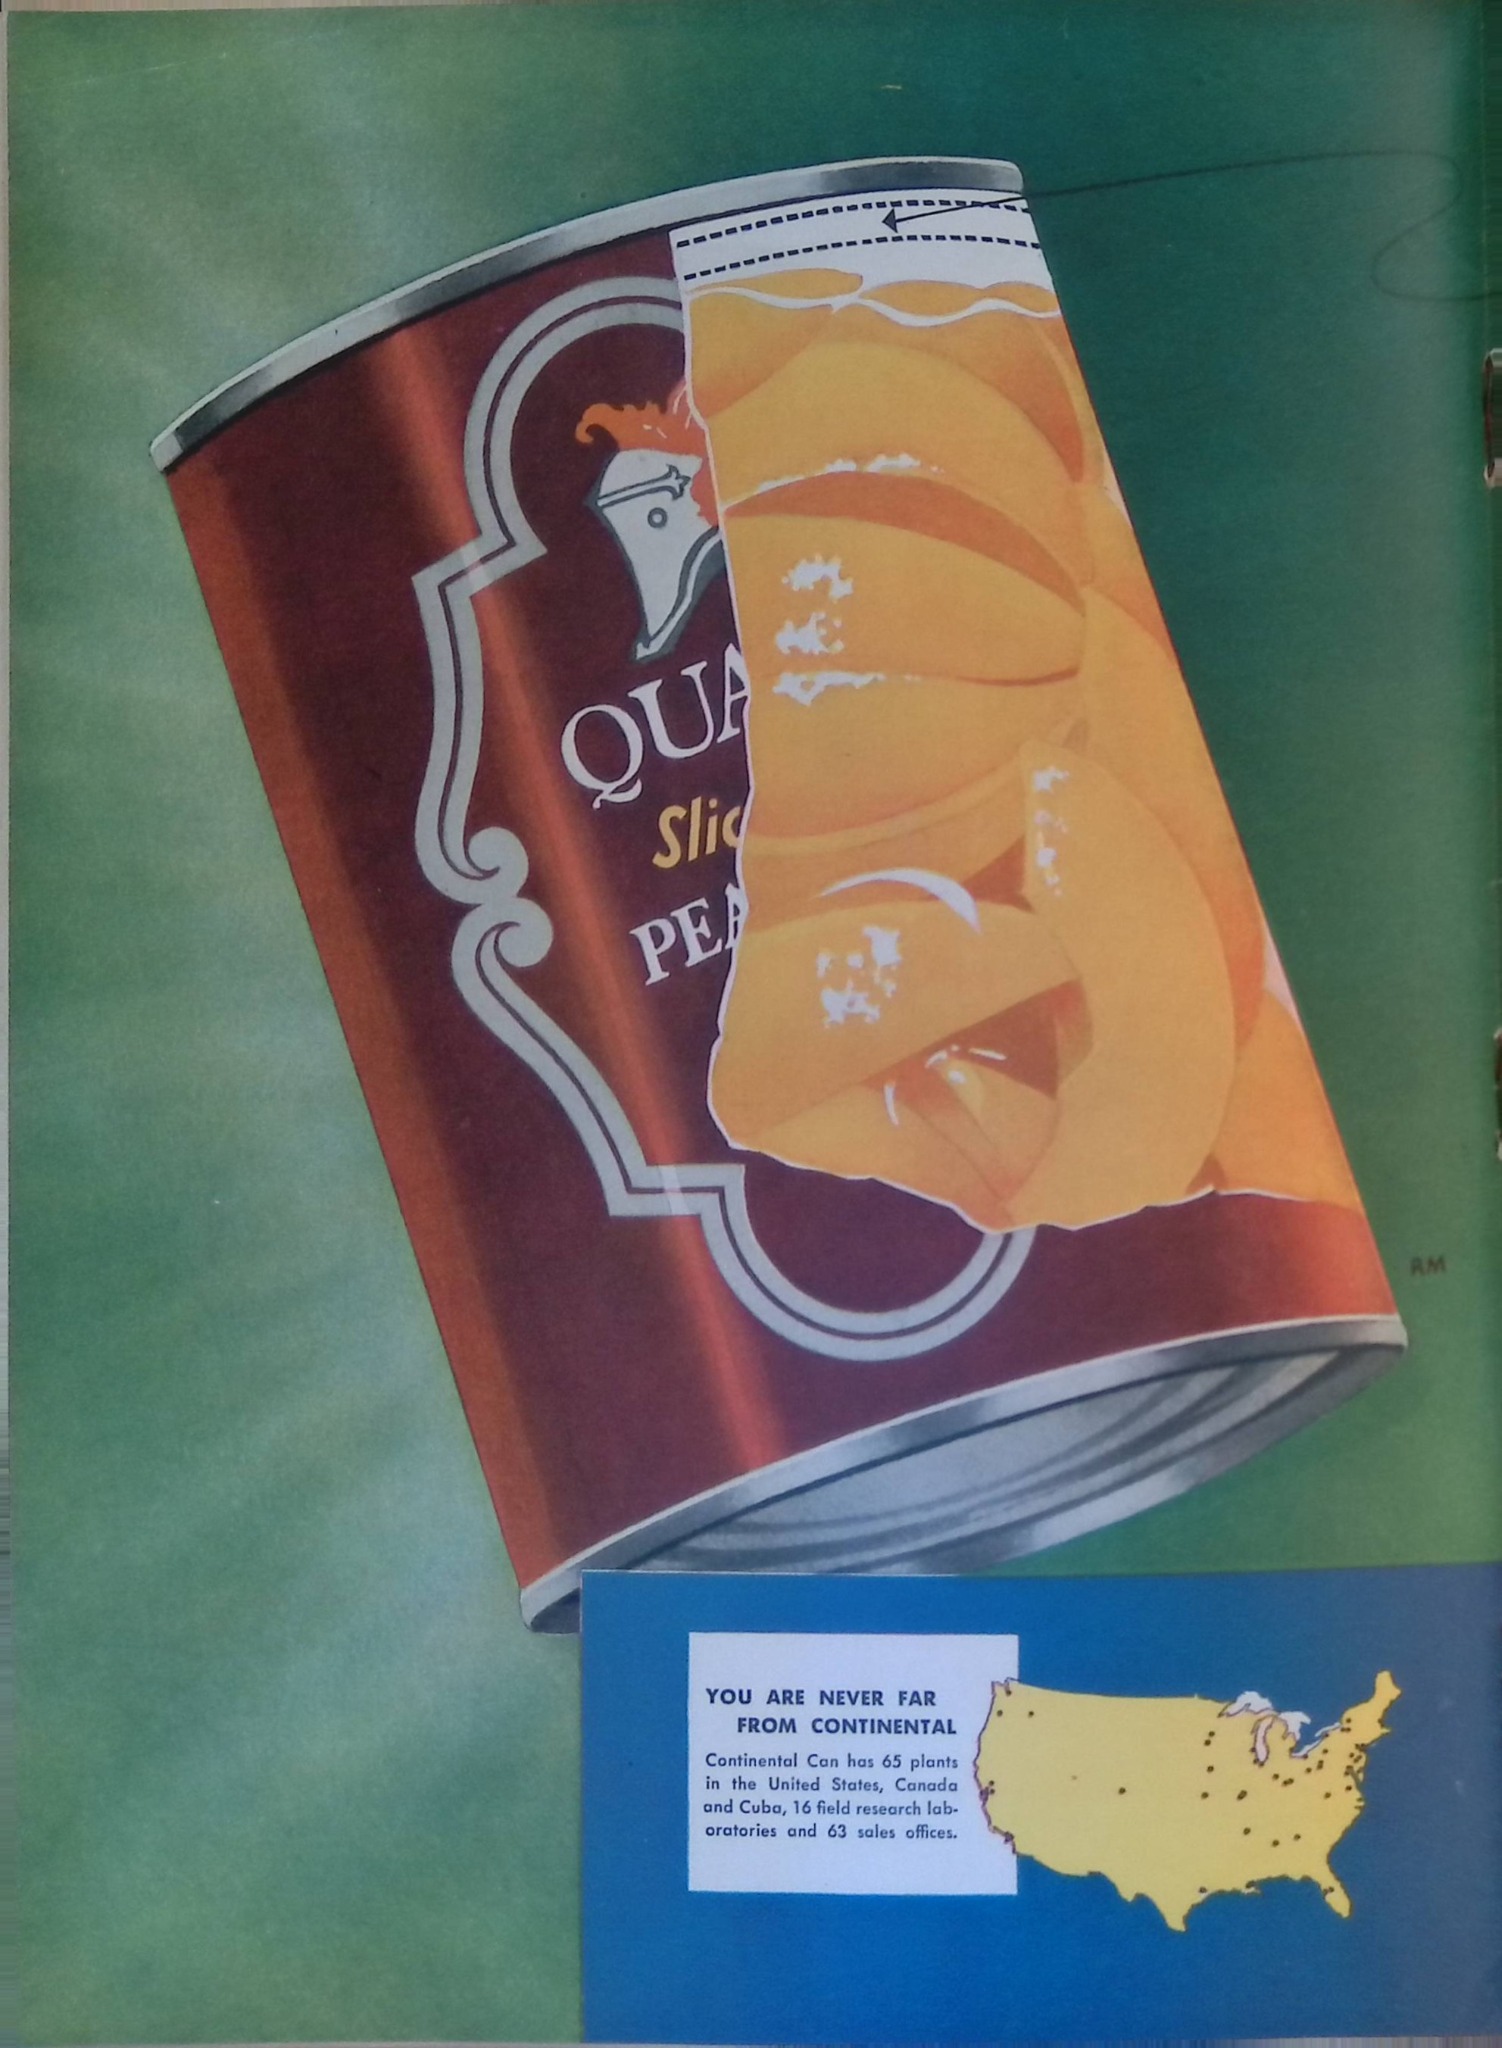 QUA
Slic
PEA
RM
YOU ARE NEVER FAR
FROM CONTINENTAL
Continental Can has 65 plants
in the United States, Canada
and Cuba, 16 field research lab-
oratories and 63 sales offices.